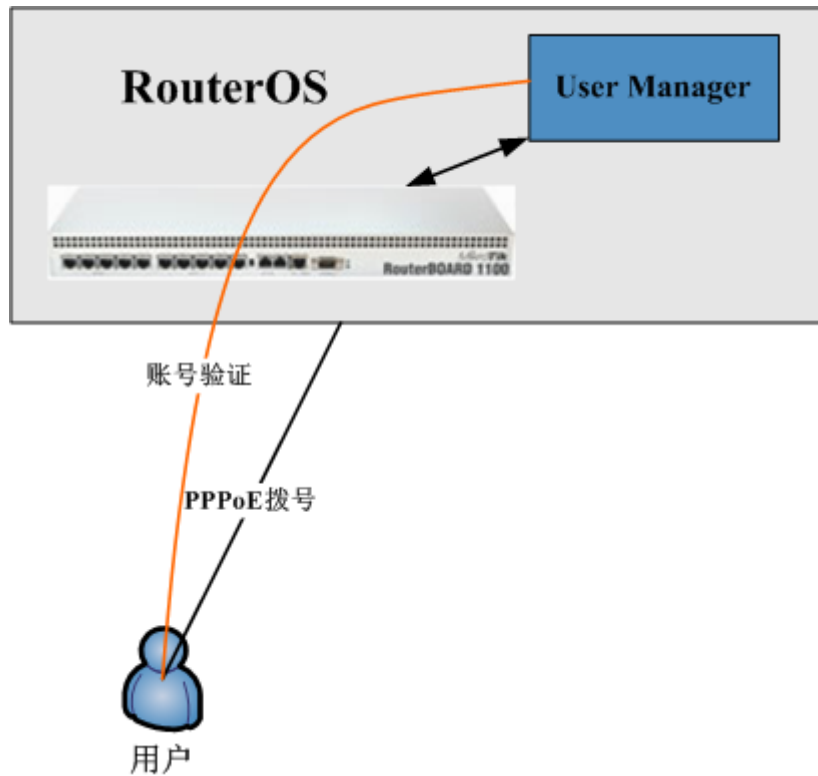 RouterOS
User Manager
RouterBOARD 1100
账号验证
PPPoE拨号
用户